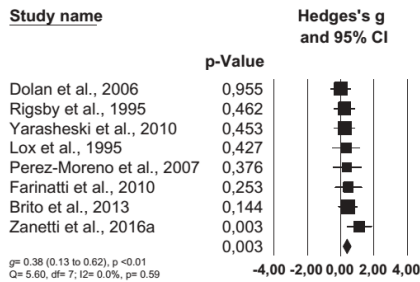 Study name Hedges's g
and 95% CI
p-Value
Dolan et al., 2006 0,955
Rigsby et al., 1995 0,462
Yarasheski et al., 2010 0,453
Lox et al., 1995 0,427
Perez-Moreno et al., 2007 0,376
Farinatti et al., 2010 0,253
Brito et al., 2013 0,144
Zanetti et al., 2016a 0,003
0,003
g= 0.38 (0.13 to 0.62), p <0.01
Q= 5.60, df= 7; I2= 0.0%, p= 0.59
-4,00 -2,00 0,00 2,00 4,00